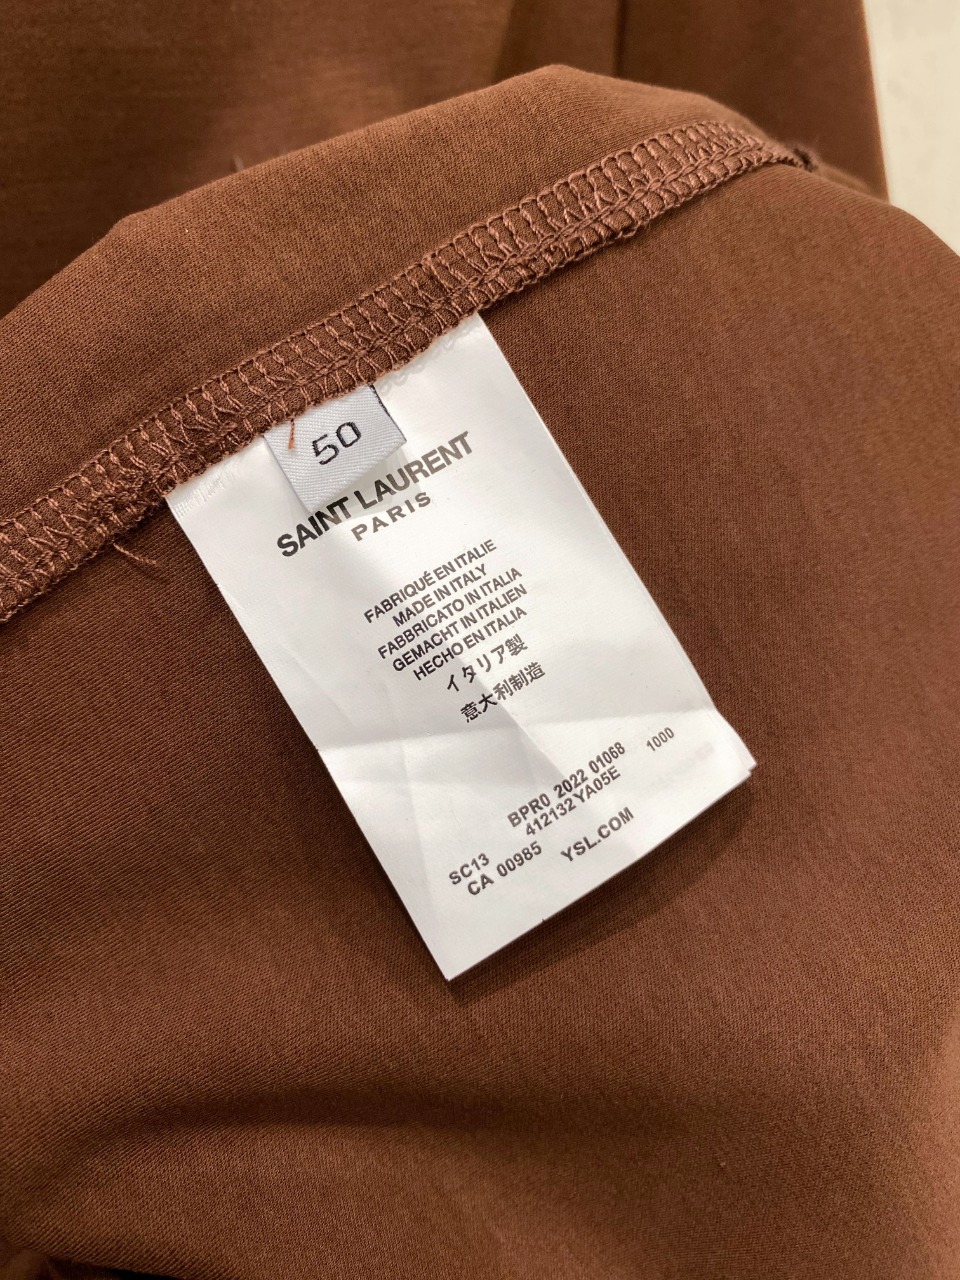 50
SAINT LAURENT
PARIS
FABRIQUÉ EN ITALIE
MADE IN ITALY
FABBRICATO IN ITALIA
GEMACHT IN ITALIEN
HECHO EN ITALIA
イタリア製
意大利制造
BPR0 2022 01068 1000
412132 YA05E
SC13
CA 00985 YSL.COM